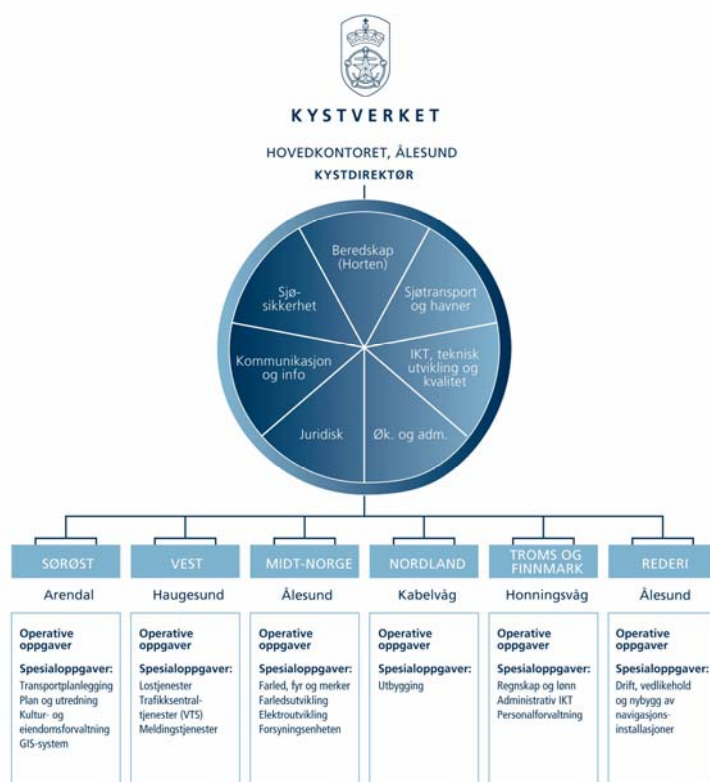 KYSTVERKET
HOVEDKONTORET, ÅLESUND
KYSTDIREKTØR
Beredskap
(Horten)
Sjøtransport
og havner
IKT, teknisk
utvikling og
kvalitet
Øk. og adm.
Juridisk
Kommunikasjon
og info
Sjø-
sikkerhet
SØRØST
Arendal
Operative
oppgaver
Spesialoppgaver:
Transportplanlegging
Plan og utredning
Kultur- og
eiendomsforvaltning
GIS-system
VEST
Haugesund
Operative
oppgaver
Spesialoppgaver:
Lostjenester
Trafikksentral-
tjenester (VTS)
Meldingstjenester
MIDT-NORGE
Ålesund
Operative
oppgaver
Spesialoppgaver:
Farled, fyr og merker
Farledsutvikling
Elektroutvikling
Forsyningsenheten
NORDLAND
Kabelvåg
Operative
oppgaver
Spesialoppgaver:
Utbygging
TROMS OG
FINNMARK
Honningsvåg
Operative
oppgaver
Spesialoppgaver:
Regnskap og lønn
Administrativ IKT
Personalforvaltning
REDERI
Ålesund
Operative
oppgaver
Spesialoppgaver:
Drift, vedlikehold
og nybygg av
navigasjons-
installasjoner